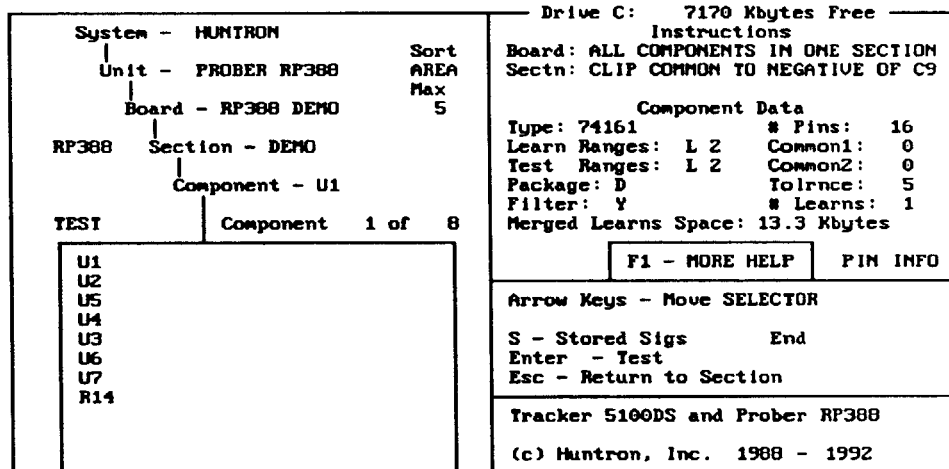 System - HUNTRON
Sort
Unit - PROBER RP388 AREA
Max
Board - RP388 DEMO 5
RP388 Section - DEMO
Component - U1
TEST Component 1 of 8
U1
U2
U5
U4
U3
U6
U7
R14
Drive C: 7170 Kbytes Free
Instructions
Board: ALL COMPONENTS IN ONE SECTION
Sectn: CLIP COMMON TO NEGATIVE OF C9
Component Data
Type: 74161 # Pins: 16
Learn Ranges: L 2 Common1: 0
Test Ranges: L 2 Common2: 0
Package: D Tolrnce: 5
Filter: Y # Learns: 1
Merged Learns Space: 13.3 Kbytes
F1 - MORE HELP PIN INFO
Arrow Keys - Move SELECTOR
S - Stored Sigs End
Enter - Test
Esc - Return to Section
Tracker 5100DS and Prober RP388
(c) Huntron, Inc. 1988 - 1992